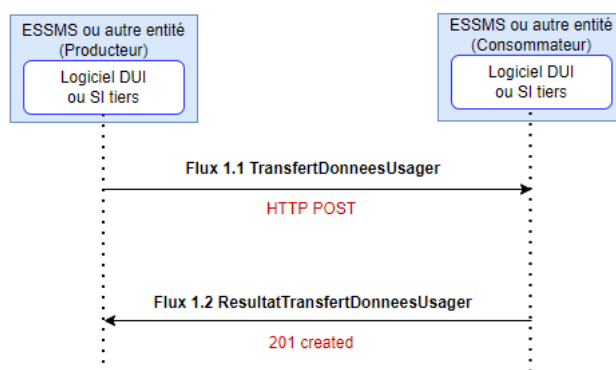 ESSMS ou autre entité
(Producteur)
Logiciel DUI
ou SI tiers
ESSMS ou autre entité
(Consommateur)
Logiciel DUI
ou SI tiers
Flux 1.1 TransfertDonneesUsager
HTTP POST
Flux 1.2 ResultatTransfertDonneesUsager
201 created